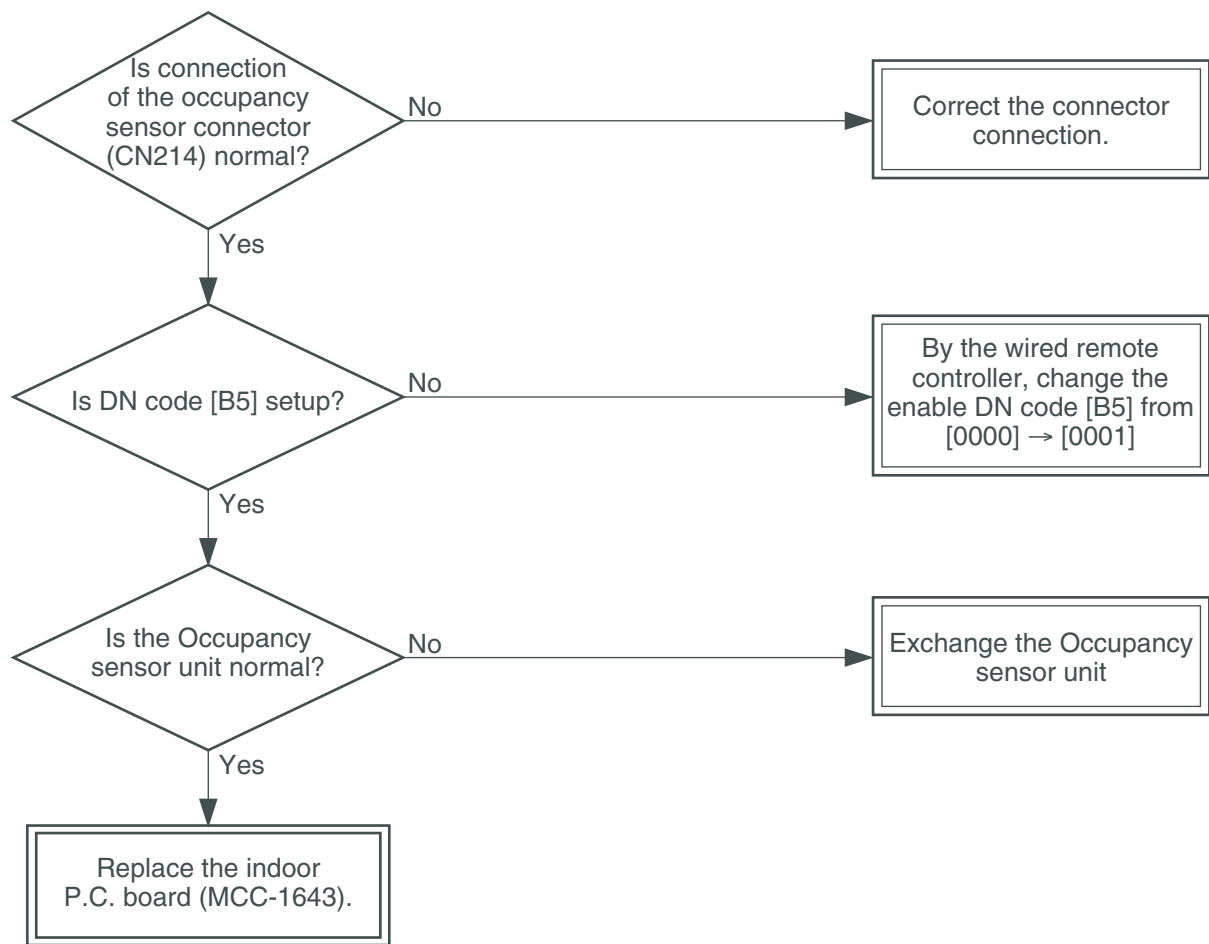 Is connection
of the occupancy
sensor connector
(CN214) normal?
No
Correct the connector
connection.
Yes
Is DN code [B5] setup?
No
By the wired remote
controller, change the
enable DN code [B5] from
[0000] → [0001]
Yes
Is the Occupancy
sensor unit normal?
No
Exchange the Occupancy
sensor unit
Yes
Replace the indoor
P.C. board (MCC-1643).